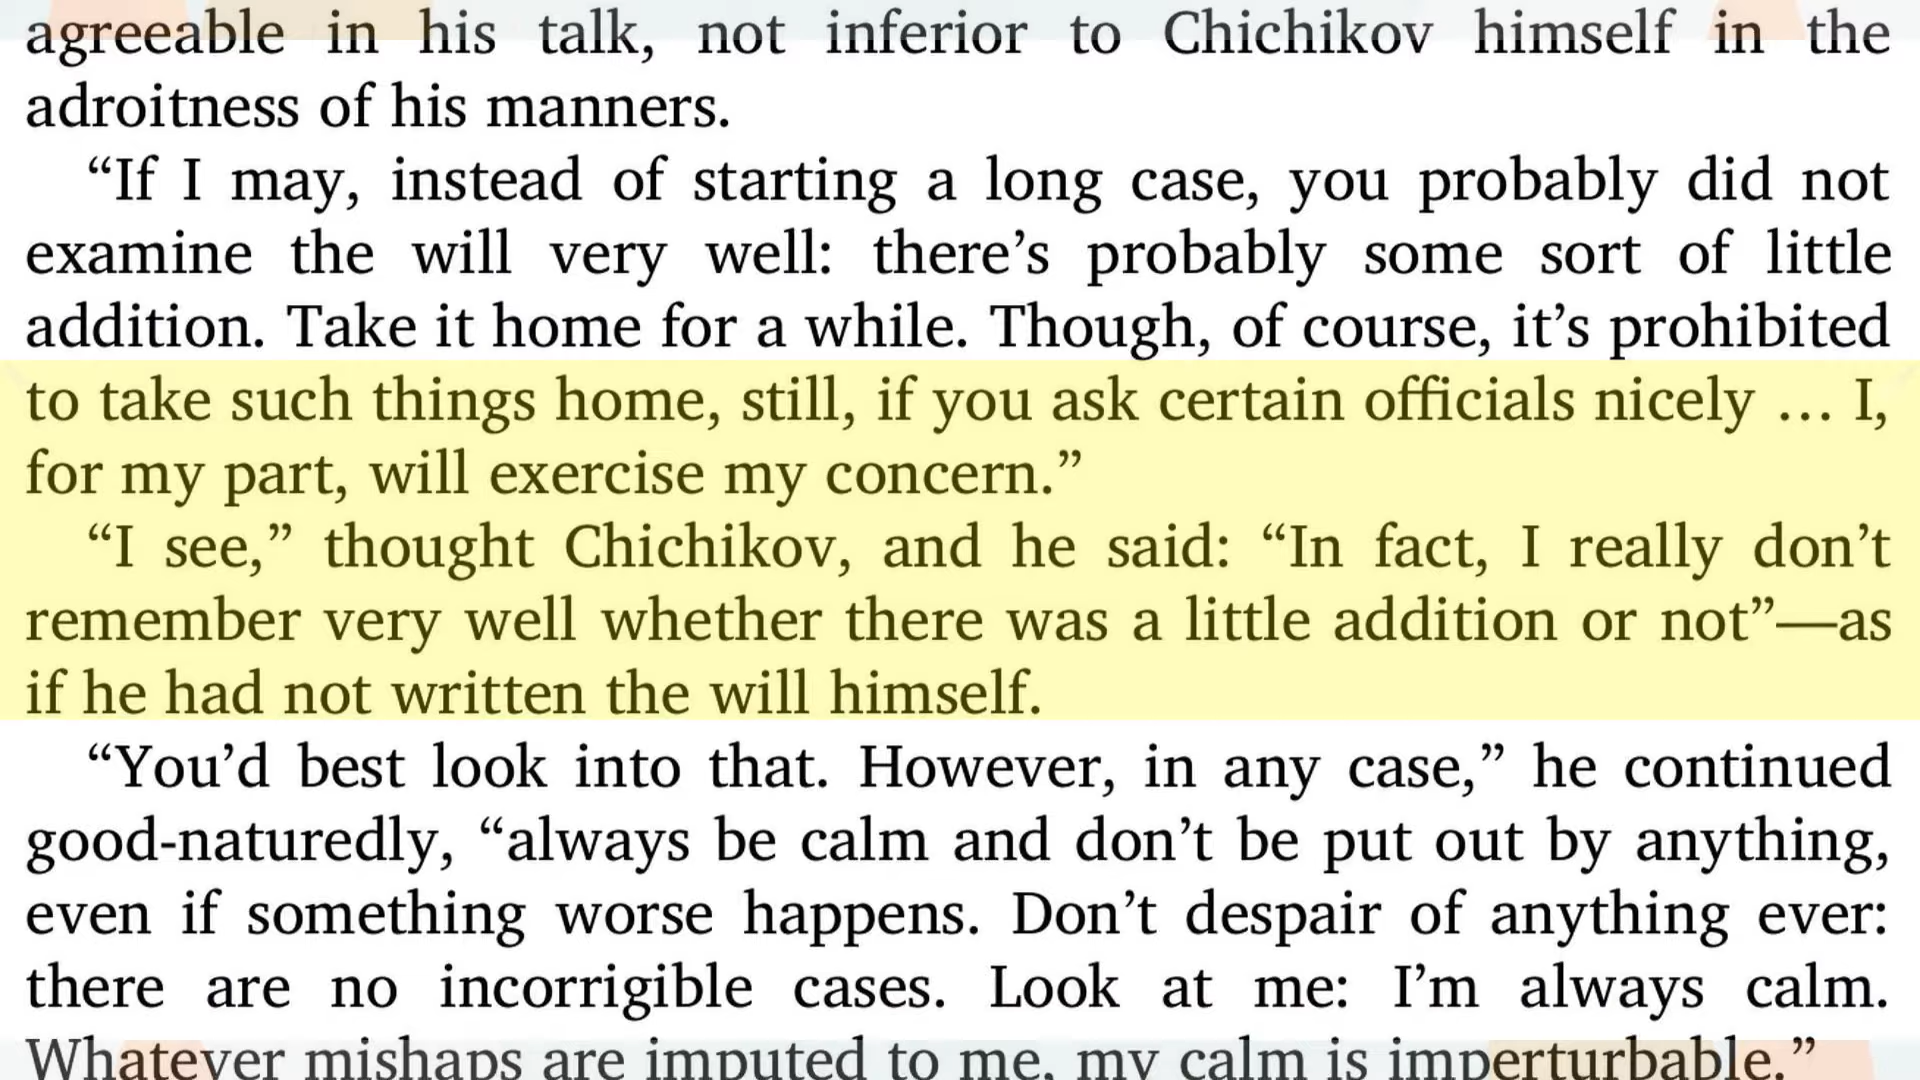 agreeable in his talk, not inferior to Chichikov himself in the
adroitness of his manners.
“If I may, instead of starting a long case, you probably did not
examine the will very well: there’s probably some sort of little
addition. Take it home for a while. Though, of course, it’s prohibited
to take such things home, still, if you ask certain officials nicely … I,
for my part, will exercise my concern.”
“I see,” thought Chichikov, and he said: “In fact, I really don’t
remember very well whether there was a little addition or not”—as
if he had not written the will himself.
“You’d best look into that. However, in any case,” he continued
good-naturedly, “always be calm and don’t be put out by anything,
even if something worse happens. Don’t despair of anything ever:
there are no incorrigible cases. Look at me: I’m always calm.
Whatever mishaps are imputed to me, my calm is imperturbable.”